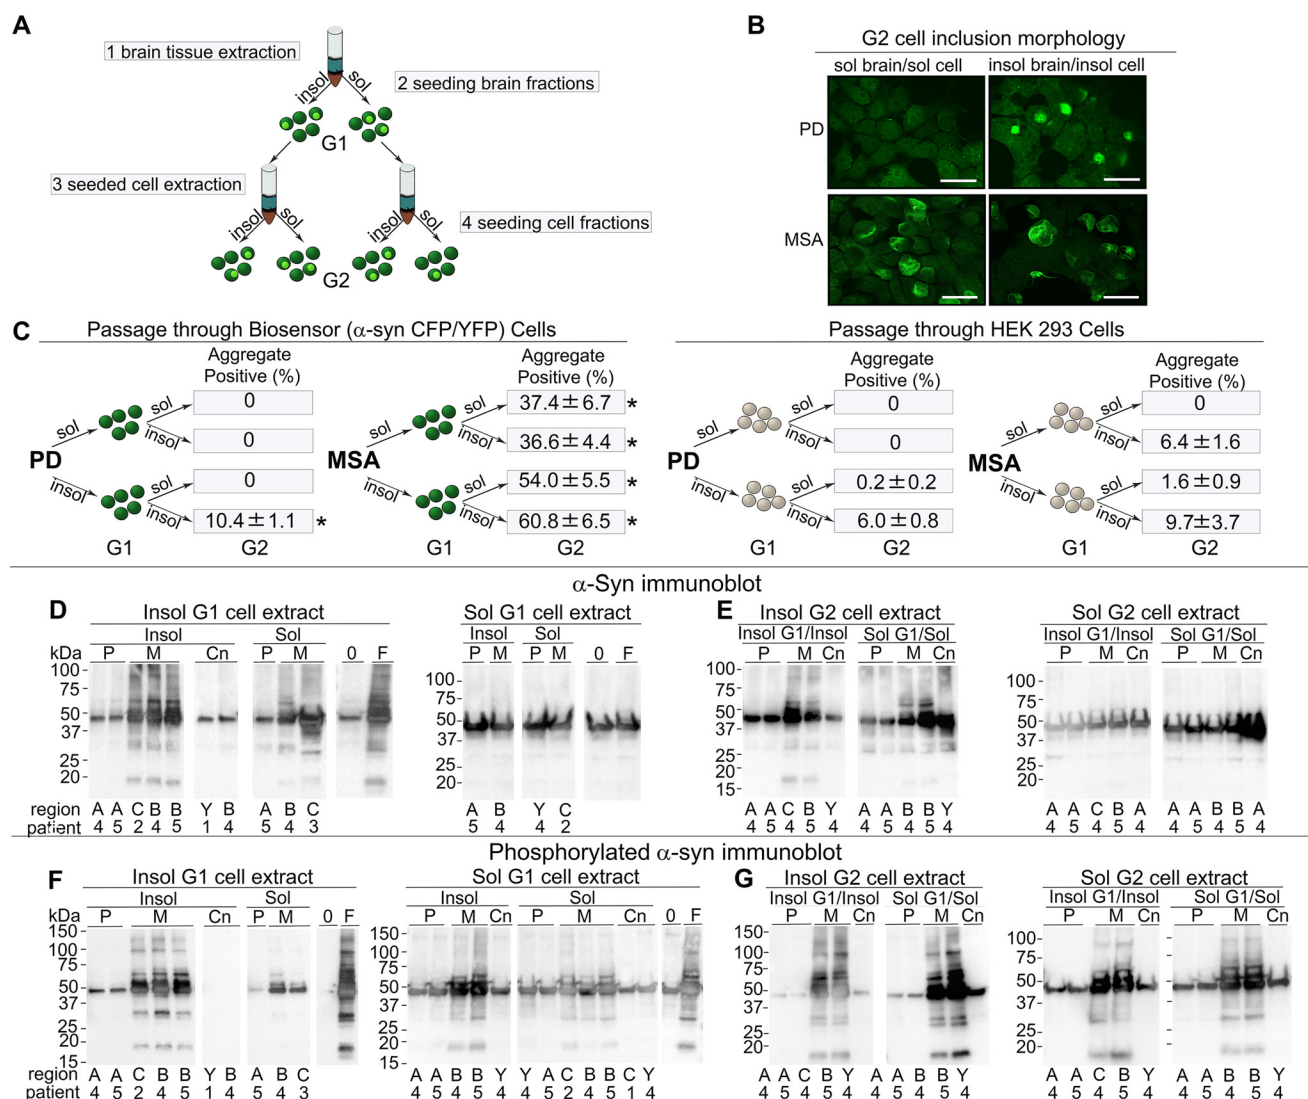 A
1 brain tissue extraction
insol
sol
2 seeding brain fractions
G1
3 seeded cell extraction
insol
sol
insol
sol
4 seeding cell fractions
G2
B
G2 cell inclusion morphology
sol brain/sol cell
insol brain/insol cell
PD
MSA
C
Passage through Biosensor (α-syn CFP/YFP) Cells
Aggregate
Positive (%)
Aggregate
Positive (%)
sol
sol
insol
0
0
PD
insol
sol
insol
0
10.4±1.1 *
G1
G2
sol
sol
insol
37.4±6.7 *
36.6±4.4 *
MSA
insol
sol
insol
54.0±5.5 *
60.8±6.5 *
G1
G2
Passage through HEK 293 Cells
Aggregate
Positive (%)
Aggregate
Positive (%)
sol
sol
insol
0
0
PD
insol
sol
insol
0.2±0.2
6.0±0.8
G1
G2
sol
sol
insol
0
6.4±1.6
MSA
insol
sol
insol
1.6±0.9
9.7±3.7
G1
G2
α-Syn immunoblot
D
Insol G1 cell extract
Insol
Sol
kDa
P M Cn P M 0 F
100
75
50
37
25
20
region
A A C B B Y B A B C
patient
4 5 2 4 5 1 4 5 4 3
Sol G1 cell extract
Insol
Sol
P M P M 0 F
100
75
50
37
25
20
A B Y C
5 4 4 2
E
Insol G2 cell extract
Insol G1/Insol
Sol G1/Sol
P M Cn P M Cn
100
75
50
37
25
20
15
A A C B Y A A B B Y
4 5 4 5 4 4 5 4 5 4
Sol G2 cell extract
Insol G1/Insol
Sol G1/Sol
P M Cn P M Cn
100
75
50
37
25
20
A A C B A A A B B A
4 5 4 5 4 4 5 4 5 4
Phosphorylated α-syn immunoblot
F
Insol G1 cell extract
Insol
Sol
kDa
P M Cn P M 0 F
150
100
75
50
37
25
20
15
region
A A C B B Y B A B C
patient
4 5 2 4 5 1 4 5 4 3
Sol G1 cell extract
Insol
Sol
P M Cn P M Cn 0 F
150
100
75
50
37
25
20
15
A A B B Y Y A C B B C Y
4 5 4 5 4 4 5 2 4 5 1 4
G
Insol G2 cell extract
Insol G1/Insol
Sol G1/Sol
P M Cn P M Cn
150
100
75
50
37
25
20
A A C B Y A A B B Y
4 5 4 5 4 4 5 4 5 4
Sol G2 cell extract
Insol G1/Insol
Sol G1/Sol
P M Cn P M Cn
100
75
50
37
25
20
A A C B Y A A B B Y
4 5 4 5 4 4 5 4 5 4